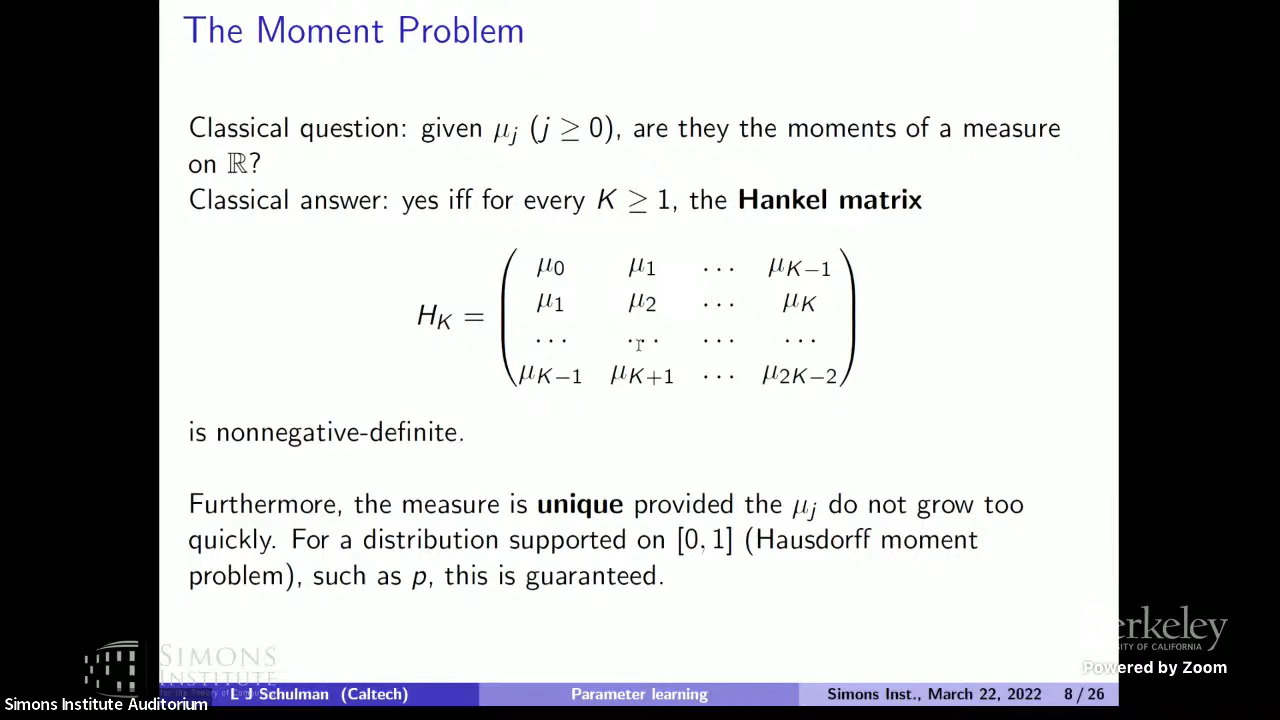 The Moment Problem
Classical question: given μ_j (j ≥ 0), are they the moments of a measure
on ℝ?
Classical answer: yes iff for every K ≥ 1, the Hankel matrix
H_K =
μ_0 μ_1 ... μ_{K−1}
μ_1 μ_2 ... μ_K
... ... ... ...
μ_{K−1} μ_{K+1} ... μ_{2K−2}
is nonnegative-definite.
Furthermore, the measure is unique provided the μ_j do not grow too
quickly. For a distribution supported on [0, 1] (Hausdorff moment
problem), such as p, this is guaranteed.
SIMONS
INSTITUTE
Berkeley
OF CALIFORNIA
Powered by Zoom
L J Schulman (Caltech) Parameter learning Simons Inst., March 22, 2022 8 / 26
Simons Institute Auditorium